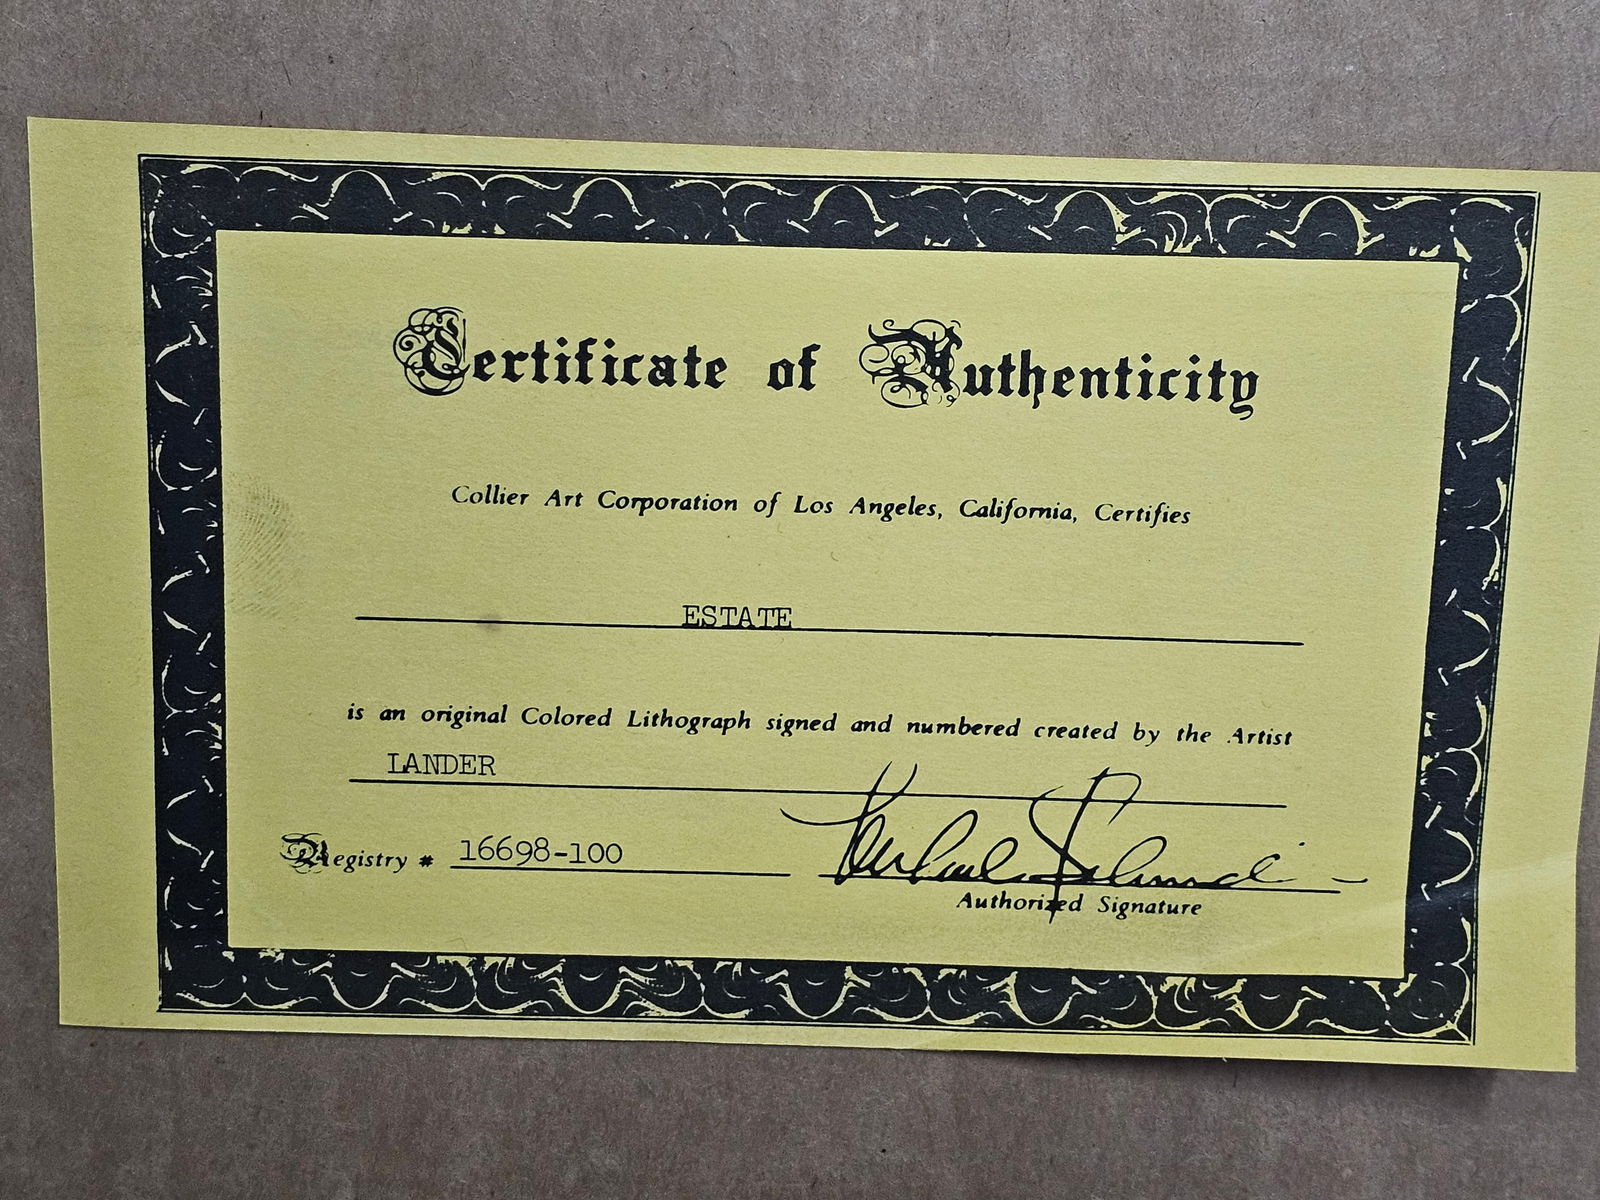 Certificate of Authenticity
Collier Art Corporation of Los Angeles, California, Certifies
ESTATE
is an original Colored Lithograph signed and numbered created by the Artist
LANDER
Registry # 16698-100
Authorized Signature